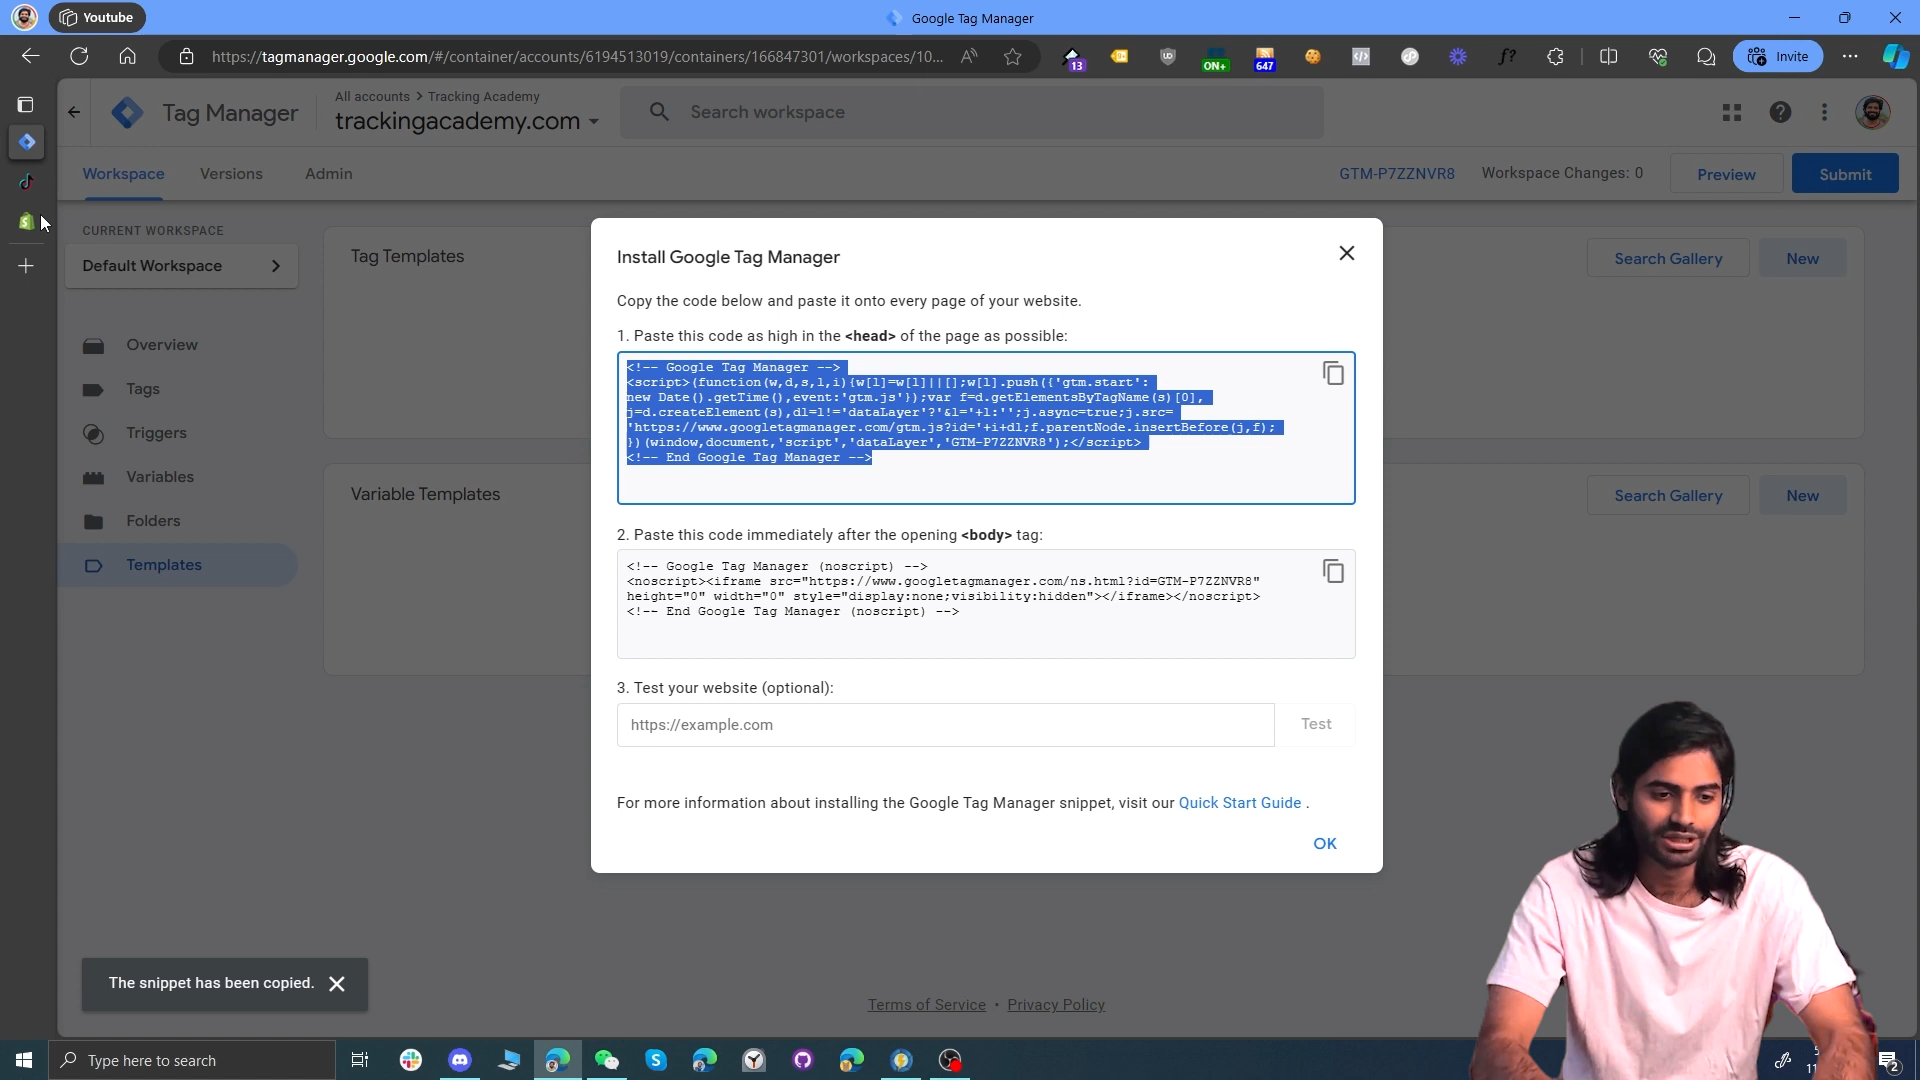 Youtube
Google Tag Manager
https://tagmanager.google.com/#/container/accounts/6194513019/containers/166847301/workspaces/10...
13
ON+
647
Invite
Tag Manager
All accounts > Tracking Academy
trackingacademy.com
Search workspace
Workspace
Versions
Admin
GTM-P7ZZNVR8
Workspace Changes: 0
Preview
Submit
CURRENT WORKSPACE
Default Workspace
Overview
Tags
Triggers
Variables
Folders
Templates
Tag Templates
Search Gallery
New
Variable Templates
Search Gallery
New
Install Google Tag Manager
Copy the code below and paste it onto every page of your website.
1. Paste this code as high in the <head> of the page as possible:
<!-- Google Tag Manager -->
<script>(function(w,d,s,l,i){w[l]=w[l]||[];w[l].push({'gtm.start':
new Date().getTime(),event:'gtm.js'});var f=d.getElementsByTagName(s)[0],
j=d.createElement(s),dl=l!='dataLayer'?'&l='+l:'';j.async=true;j.src=
'https://www.googletagmanager.com/gtm.js?id='+i+dl;f.parentNode.insertBefore(j,f);
})(window,document,'script','dataLayer','GTM-P7ZZNVR8');</script>
<!-- End Google Tag Manager -->
2. Paste this code immediately after the opening <body> tag:
<!-- Google Tag Manager (noscript) -->
<noscript><iframe src="https://www.googletagmanager.com/ns.html?id=GTM-P7ZZNVR8"
height="0" width="0" style="display:none;visibility:hidden"></iframe></noscript>
<!-- End Google Tag Manager (noscript) -->
3. Test your website (optional):
https://example.com
Test
For more information about installing the Google Tag Manager snippet, visit our Quick Start Guide .
OK
The snippet has been copied.
Terms of Service • Privacy Policy
Type here to search
2